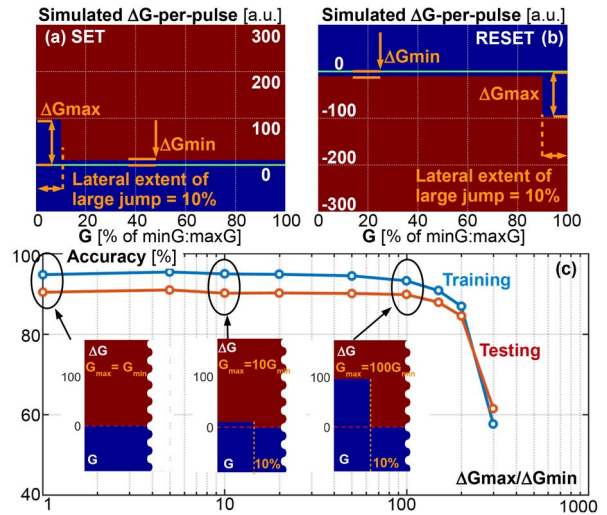 Simulated ΔG-per-pulse [a.u.]
(a) SET
300
200
100
0
ΔGmax
ΔGmin
Lateral extent of
large jump = 10%
0 20 40 60 80 100
G [% of minG:maxG]
Simulated ΔG-per-pulse [a.u.]
RESET (b)
0
-100
-200
-300
ΔGmin
ΔGmax
Lateral extent of
large jump = 10%
0 20 40 60 80 100
G [% of minG:maxG]
Accuracy [%]
(c)
100
80
60
40
Training
Testing
ΔG
Gmax = Gmin
100
0
G
ΔG
Gmax=10Gmin
100
0
G
10%
ΔG
Gmax=100Gmin
100
0
G
10%
ΔGmax/ΔGmin
1 10 100 1000